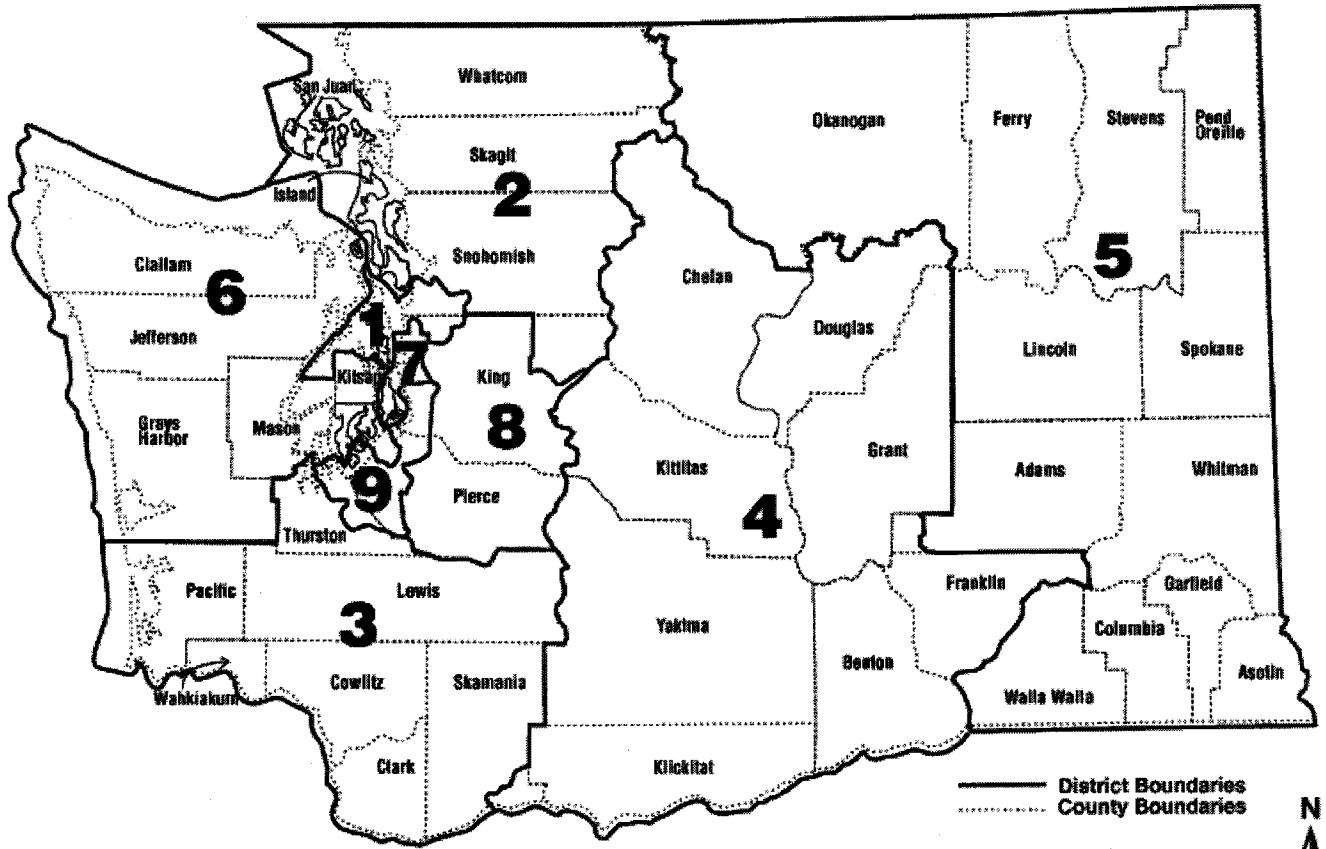 Whatcom
San Juan
Okanogan
Ferry
Stevens
Pend
Oreille
Skagit
2
Island
Snohomish
5
Clallam
6
Chelan
1
Douglas
Jefferson
7
Lincoln
Spokane
Kitsap
King
Grays
Harbor
Mason
8
Grant
Kittitas
Adams
Whitman
9
Pierce
4
Thurston
Pacific
Lewis
Franklin
Garfield
3
Yakima
Columbia
Benton
Asotin
Wahkiakum
Cowlitz
Skamania
Walla Walla
Clark
Klickitat
District Boundaries
County Boundaries
N